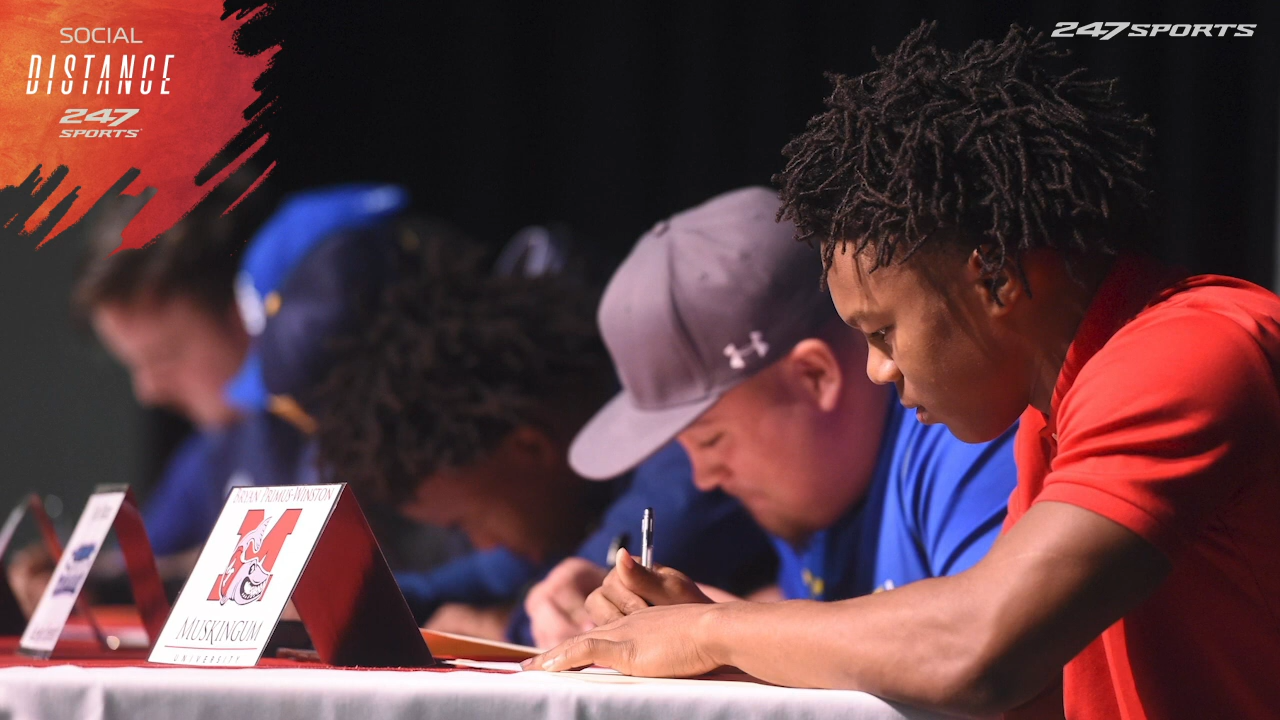 SOCIAL
DISTANCE
247
SPORTS
247SPORTS
BRYAN PRIMUS-WINSTON
M
MUSKINGUM
UNIVERSITY